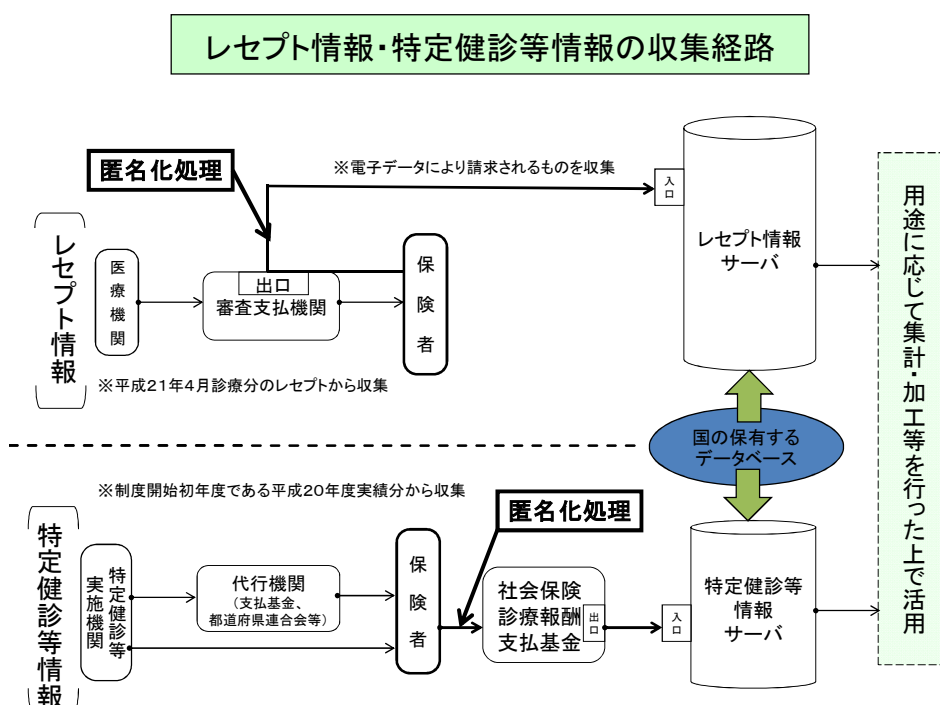 レセプト情報・特定健診等情報の収集経路
匿名化処理
※電子データにより請求されるものを収集
レセプト情報
医療機関
出口
審査支払機関
保険者
入口
レセプト情報
サーバ
※平成21年4月診療分のレセプトから収集
国の保有する
データベース
用途に応じて集計・加工等を行った上で活用
※制度開始初年度である平成20年度実績分から収集
匿名化処理
特定健診等情報
特定健診等
実施機関
代行機関
(支払基金、
都道府県連合会等)
保険者
社会保険
診療報酬
支払基金
出口
入口
特定健診等
情報
サーバ